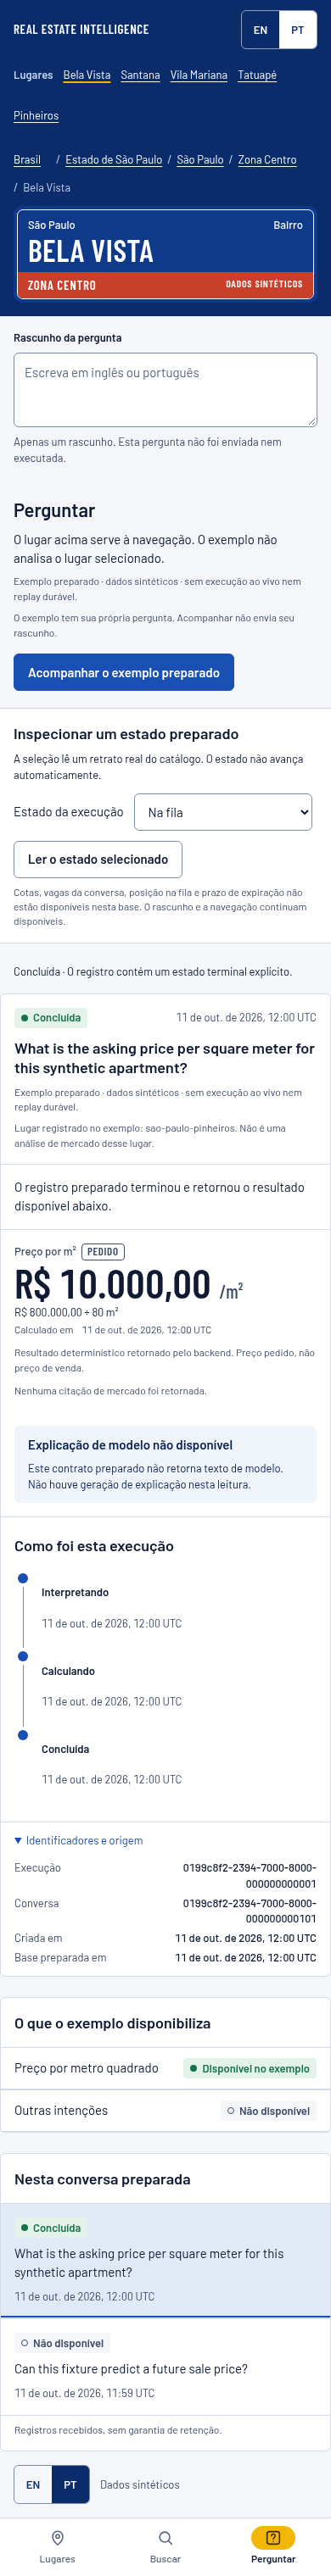 REAL ESTATE INTELLIGENCE
EN PT
Lugares Bela Vista Santana Vila Mariana Tatuapé
Pinheiros
Brasil / Estado de São Paulo / São Paulo / Zona Centro
/ Bela Vista
São Paulo Bairro
BELA VISTA
ZONA CENTRO DADOS SINTÉTICOS
Rascunho da pergunta
Escreva em inglês ou português
Apenas um rascunho. Esta pergunta não foi enviada nem
executada.
Perguntar
O lugar acima serve à navegação. O exemplo não
analisa o lugar selecionado.
Exemplo preparado · dados sintéticos · sem execução ao vivo nem
replay durável.
O exemplo tem sua própria pergunta. Acompanhar não envia seu
rascunho.
Acompanhar o exemplo preparado
Inspecionar um estado preparado
A seleção lê um retrato real do catálogo. O estado não avança
automaticamente.
Estado da execução Na fila
Ler o estado selecionado
Cotas, vagas da conversa, posição na fila e prazo de expiração não
estão disponíveis nesta base. O rascunho e a navegação continuam
disponíveis.
Concluída · O registro contém um estado terminal explícito.
Concluída 11 de out. de 2026, 12:00 UTC
What is the asking price per square meter for
this synthetic apartment?
Exemplo preparado · dados sintéticos · sem execução ao vivo nem
replay durável.
Lugar registrado no exemplo: sao-paulo-pinheiros. Não é uma
análise de mercado desse lugar.
O registro preparado terminou e retornou o resultado
disponível abaixo.
Preço por m² PEDIDO
R$ 10.000,00 /m²
R$ 800.000,00 ÷ 80 m²
Calculado em 11 de out. de 2026, 12:00 UTC
Resultado determinístico retornado pelo backend. Preço pedido, não
preço de venda.
Nenhuma citação de mercado foi retornada.
Explicação de modelo não disponível
Este contrato preparado não retorna texto de modelo.
Não houve geração de explicação nesta leitura.
Como foi esta execução
Interpretando
11 de out. de 2026, 12:00 UTC
Calculando
11 de out. de 2026, 12:00 UTC
Concluída
11 de out. de 2026, 12:00 UTC
Identificadores e origem
Execução 0199c8f2-2394-7000-8000-
000000000001
Conversa 0199c8f2-2394-7000-8000-
000000000101
Criada em 11 de out. de 2026, 12:00 UTC
Base preparada em 11 de out. de 2026, 12:00 UTC
O que o exemplo disponibiliza
Preço por metro quadrado Disponível no exemplo
Outras intenções Não disponível
Nesta conversa preparada
Concluída
What is the asking price per square meter for this
synthetic apartment?
11 de out. de 2026, 12:00 UTC
Não disponível
Can this fixture predict a future sale price?
11 de out. de 2026, 11:59 UTC
Registros recebidos, sem garantia de retenção.
EN PT Dados sintéticos
Lugares Buscar Perguntar